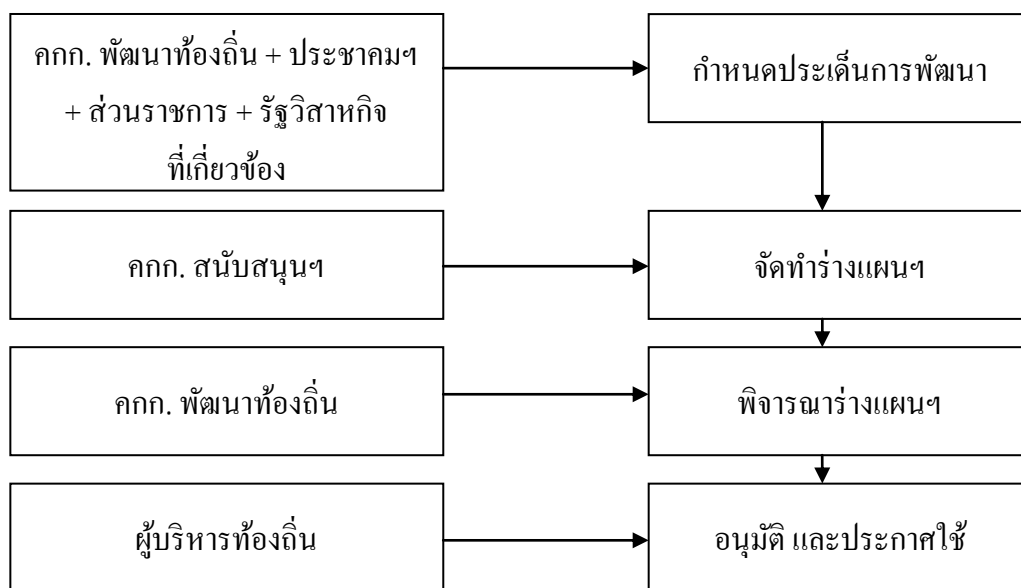 คกก. พัฒนาท้องถิ่น + ประชาคมฯ
+ ส่วนราชการ + รัฐวิสาหกิจ
ที่เกี่ยวข้อง
กำหนดประเด็นการพัฒนา
คกก. สนับสนุนฯ
จัดทำร่างแผนฯ
คกก. พัฒนาท้องถิ่น
พิจารณาร่างแผนฯ
ผู้บริหารท้องถิ่น
อนุมัติ และประกาศใช้